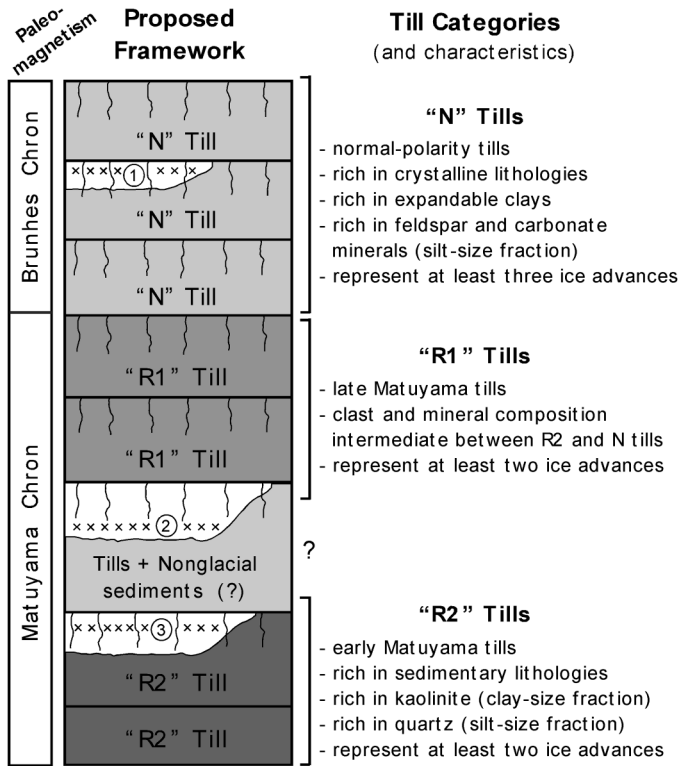 Paleo-
magnetism
Proposed
Framework
Till Categories
(and characteristics)
Brunhes Chron
Matuyama Chron
“N” Till
× × × × × 1 × × ×
“N” Till
“N” Till
“R1” Till
“R1” Till
× × × × × × × 2 × × ×
Tills + Nonglacial
sediments (?)
× × × × × × 3 × × × ×
“R2” Till
“R2” Till
“N” Tills
- normal-polarity tills
- rich in crystalline lithologies
- rich in expandable clays
- rich in feldspar and carbonate
minerals (silt-size fraction)
- represent at least three ice advances
“R1” Tills
- late Matuyama tills
- clast and mineral composition
intermediate between R2 and N tills
- represent at least two ice advances
?
“R2” Tills
- early Matuyama tills
- rich in sedimentary lithologies
- rich in kaolinite (clay-size fraction)
- rich in quartz (silt-size fraction)
- represent at least two ice advances